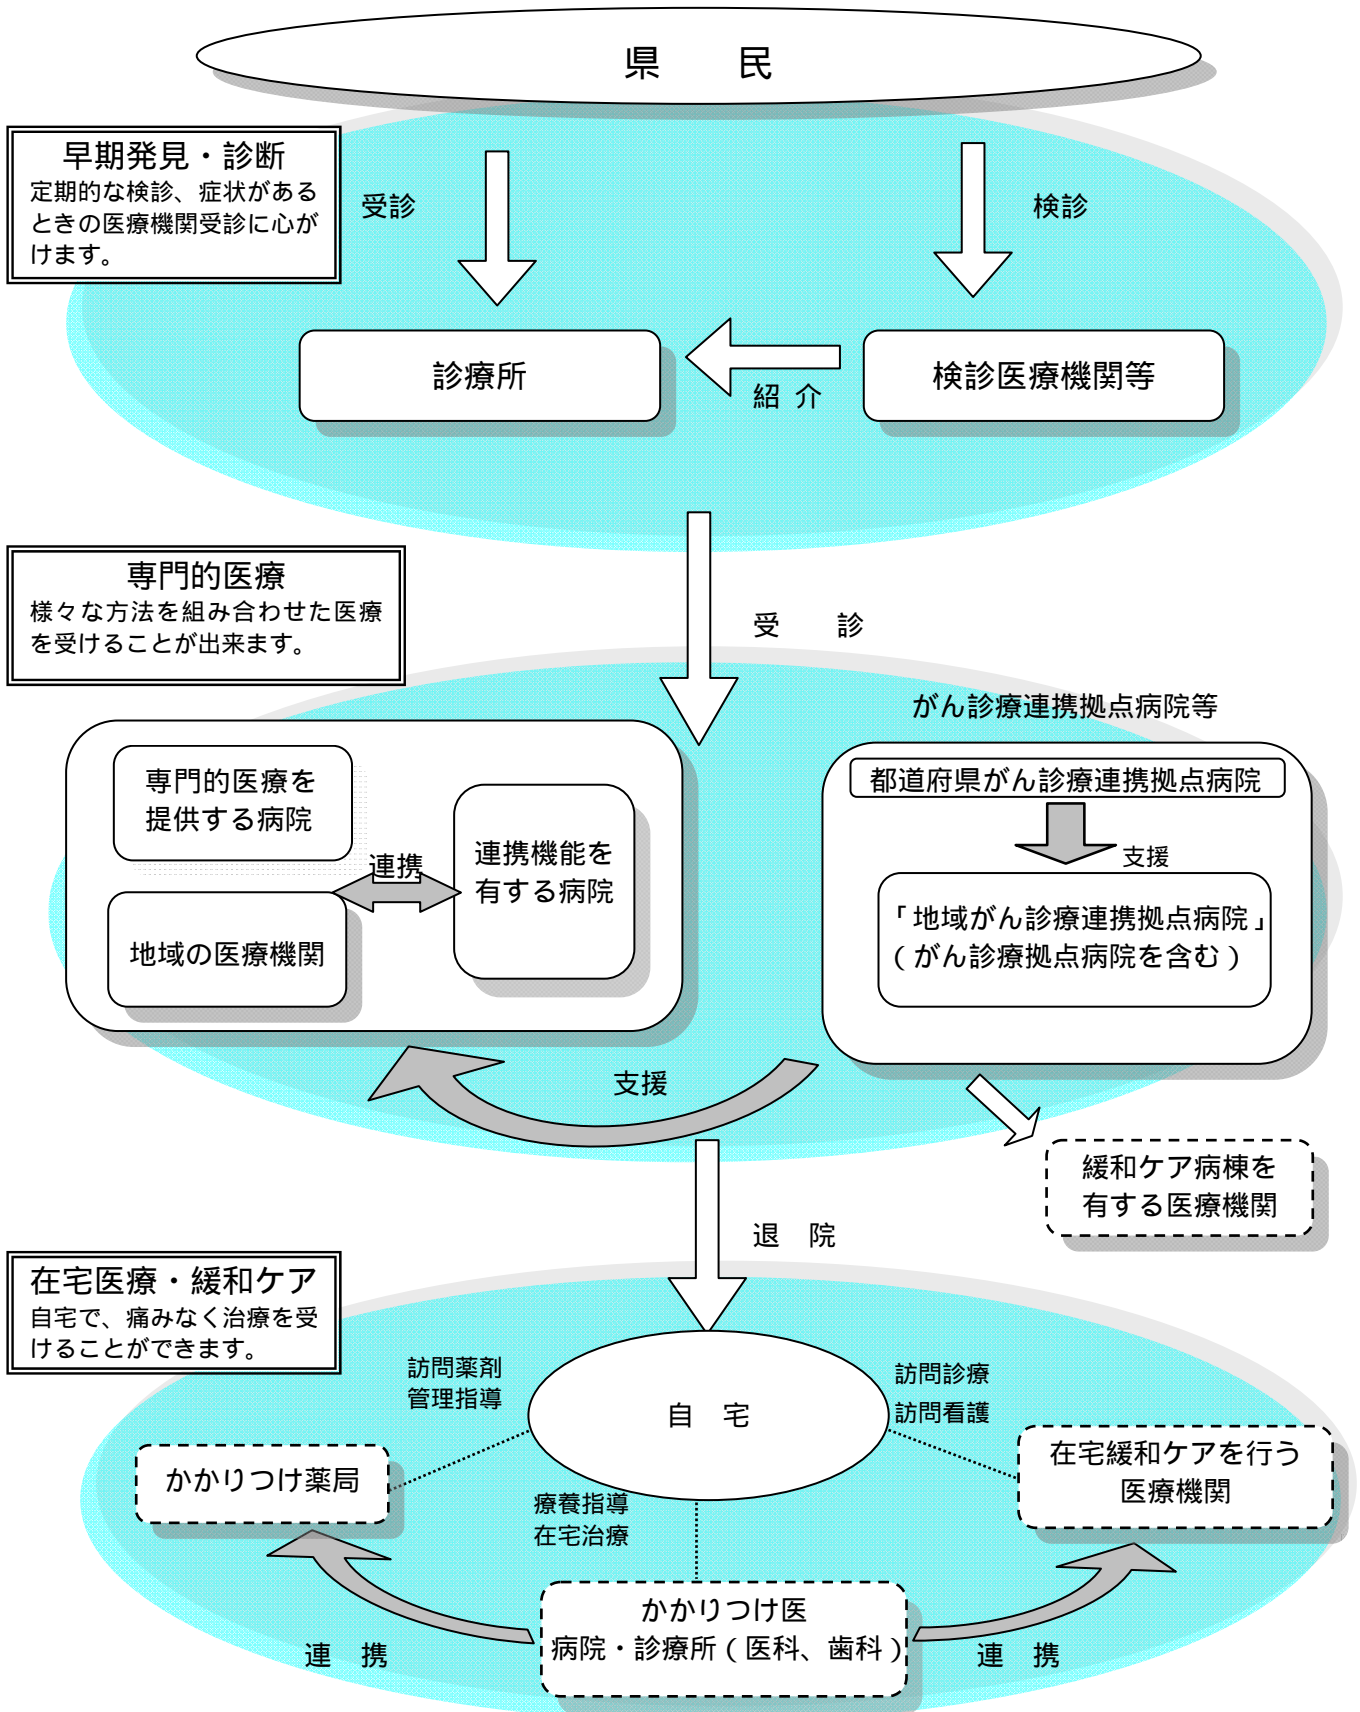 県　　民
早期発見・診断
定期的な検診、症状がある
ときの医療機関受診に心が
けます。
受診
検診
診療所
検診医療機関等
紹 介
専門的医療
様々な方法を組み合わせた医療
を受けることが出来ます。
受　　診
がん診療連携拠点病院等
専門的医療を
提供する病院
連携
連携機能を
有する病院
地域の医療機関
都道府県がん診療連携拠点病院
支援
「地域がん診療連携拠点病院」
（がん診療拠点病院を含む）
支援
緩和ケア病棟を
有する医療機関
退　院
在宅医療・緩和ケア
自宅で、痛みなく治療を受
けることができます。
訪問薬剤
管理指導
自　宅
訪問診療
訪問看護
かかりつけ薬局
在宅緩和ケアを行う
医療機関
療養指導
在宅治療
かかりつけ医
病院・診療所（医科、歯科）
連　携
連　携